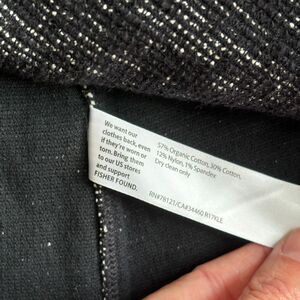 We want our
clothes back, even
if they're worn or
torn. Bring them
to our US stores
and support
FISHER FOUND.
57% Organic Cotton, 30% Cotton,
12% Nylon, 1% Spandex
Dry clean only
RN#78121/CA#34460 R17KLE